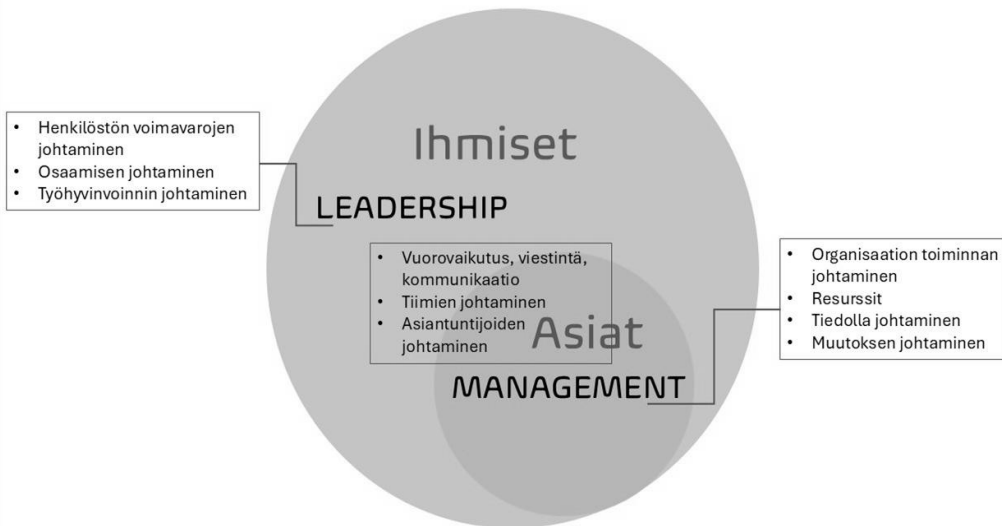 Ihmiset
• Henkilöstön voimavarojen
johtaminen
• Osaamisen johtaminen
• Työhyvinvoinnin johtaminen
LEADERSHIP
• Vuorovaikutus, viestintä,
kommunikaatio
• Tiimien johtaminen
• Asiantuntijoiden
johtaminen
Asiat
MANAGEMENT
• Organisaation toiminnan
johtaminen
• Resurssit
• Tiedolla johtaminen
• Muutoksen johtaminen